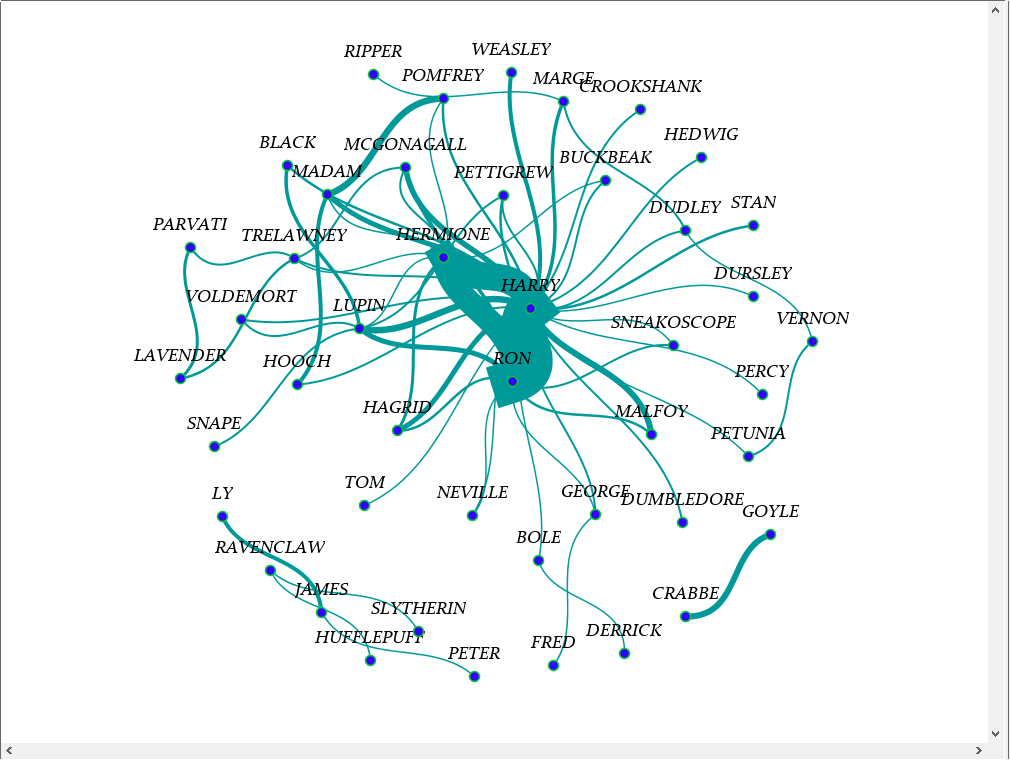 RIPPER
WEASLEY
POMFREY
MARGE
CROOKSHANK
HEDWIG
BLACK
MCGONAGALL
MADAM
PETTIGREW
BUCKBEAK
PARVATI
TRELAWNEY
HERMIONE
DUDLEY
STAN
VOLDEMORT
LUPIN
HARRY
DURSLEY
LAVENDER
HOOCH
RON
SNEAKOSCOPE
VERNON
SNAPE
HAGRID
MALFOY
PERCY
PETUNIA
LY
TOM
NEVILLE
GEORGE
DUMBLEDORE
GOYLE
RAVENCLAW
BOLE
JAMES
SLYTHERIN
CRABBE
HUFFLEPUFF
PETER
FRED
DERRICK